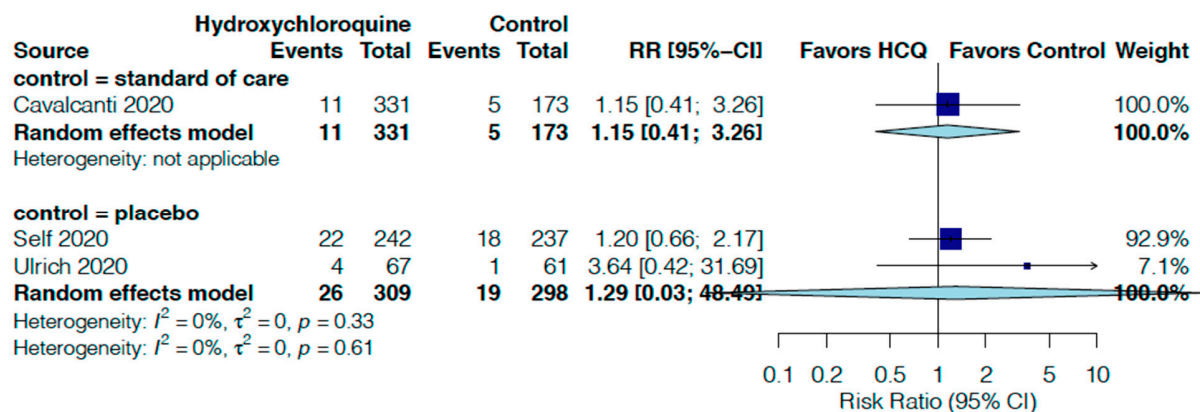 Hydroxychloroquine Control
Source Events Total Events Total RR [95%−CI] Favors HCQ Favors Control Weight
control = standard of care
Cavalcanti 2020 11 331 5 173 1.15 [0.41; 3.26] 100.0%
Random effects model 11 331 5 173 1.15 [0.41; 3.26] 100.0%
Heterogeneity: not applicable
control = placebo
Self 2020 22 242 18 237 1.20 [0.66; 2.17] 92.9%
Ulrich 2020 4 67 1 61 3.64 [0.42; 31.69] 7.1%
Random effects model 26 309 19 298 1.29 [0.03; 48.49] 100.0%
Heterogeneity: I² = 0%, τ² = 0, p = 0.33
Heterogeneity: I² = 0%, τ² = 0, p = 0.61
0.1 0.2 0.5 1 2 5 10
Risk Ratio (95% CI)